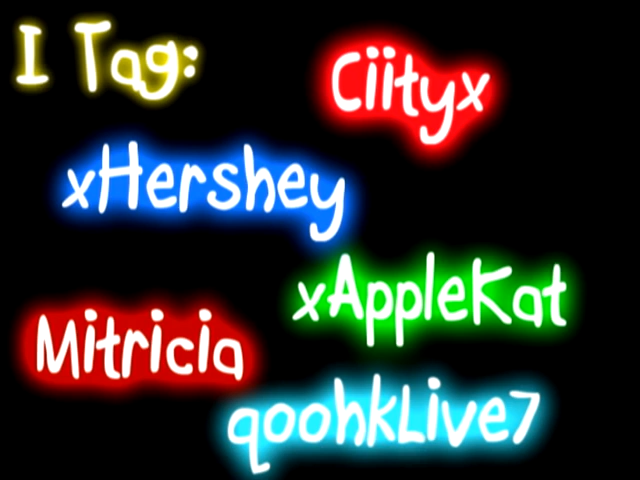 I Tag:
Ciityx
xHershey
xAppleKat
Mitricia
qoohkLive7